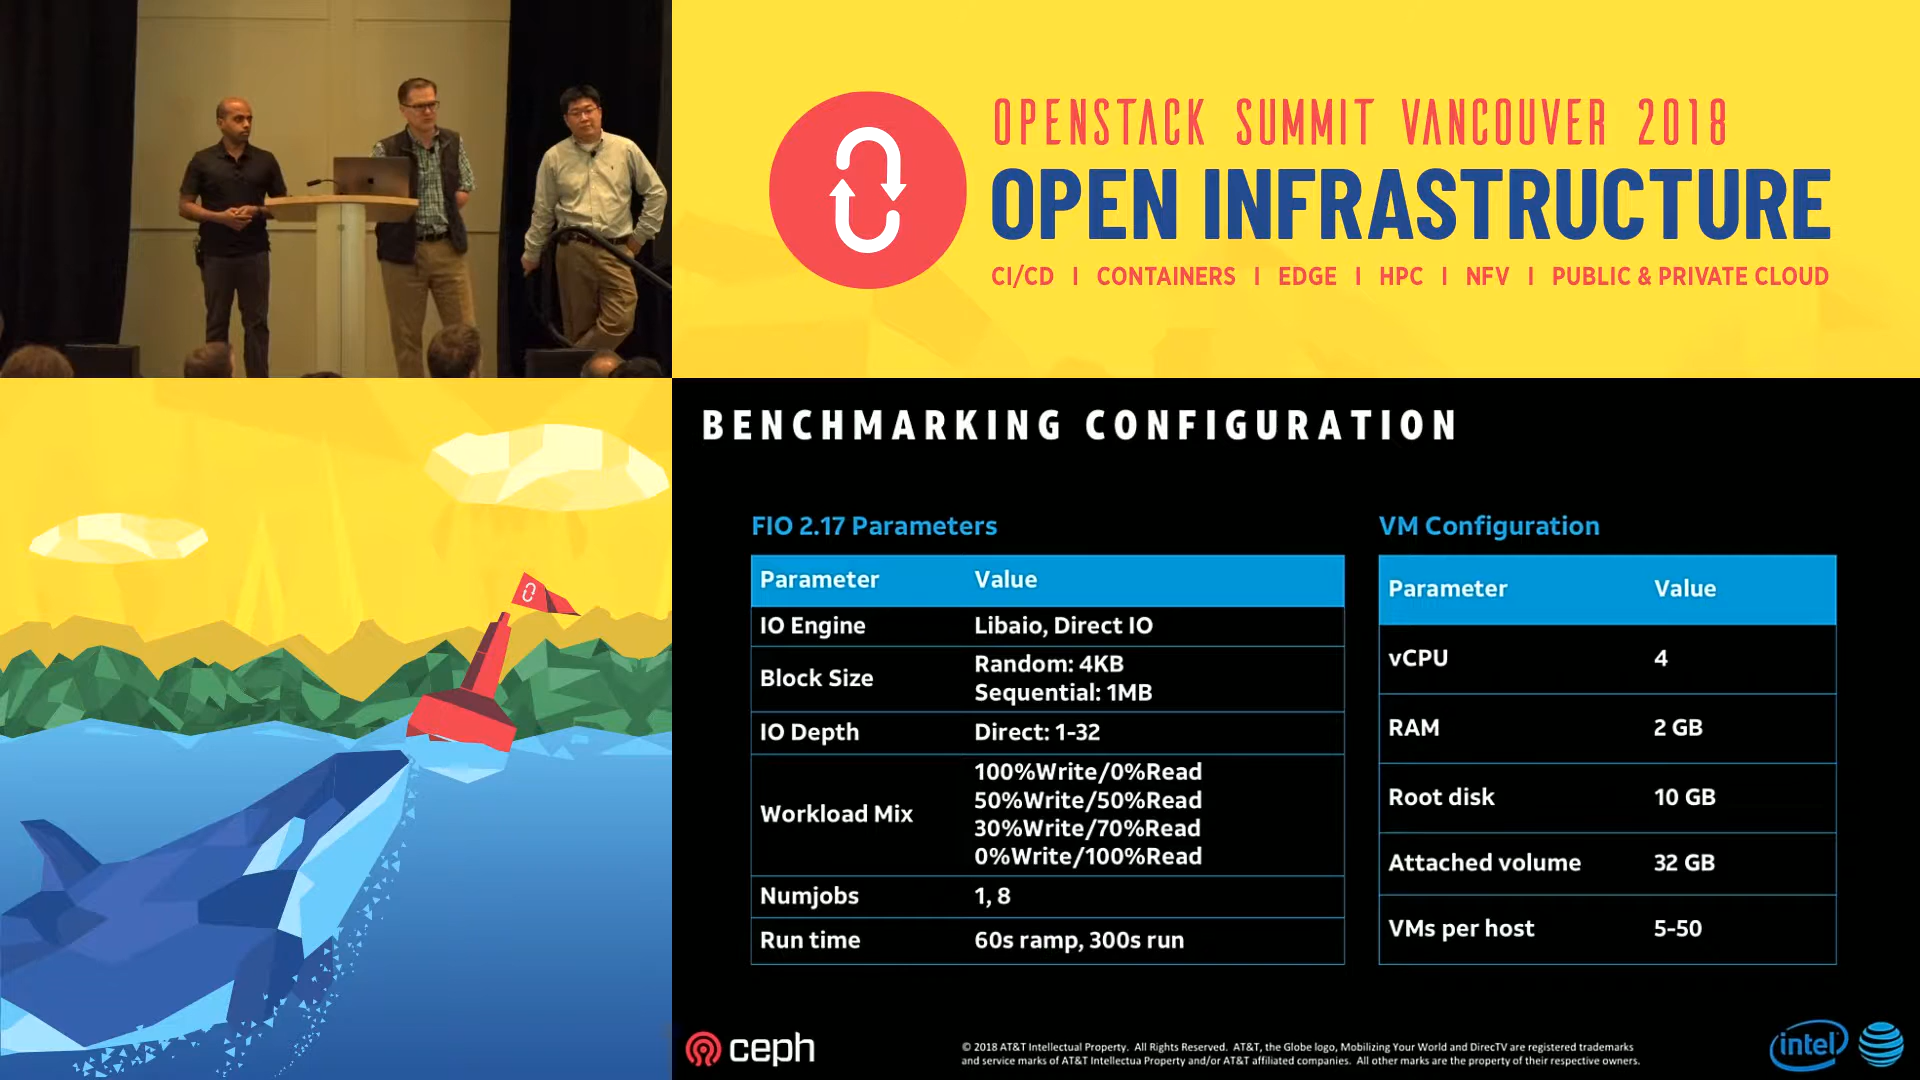 OPENSTACK SUMMIT VANCOUVER 2018
OPEN INFRASTRUCTURE
CI/CD I CONTAINERS I EDGE I HPC I NFV I PUBLIC & PRIVATE CLOUD
BENCHMARKING CONFIGURATION
FIO 2.17 Parameters
Parameter Value
IO Engine Libaio, Direct IO
Block Size Random: 4KB
Sequential: 1MB
IO Depth Direct: 1-32
Workload Mix 100%Write/0%Read
50%Write/50%Read
30%Write/70%Read
0%Write/100%Read
Numjobs 1, 8
Run time 60s ramp, 300s run
VM Configuration
Parameter Value
vCPU 4
RAM 2 GB
Root disk 10 GB
Attached volume 32 GB
VMs per host 5-50
ceph
© 2018 AT&T Intellectual Property. All Rights Reserved. AT&T, the Globe logo, Mobilizing Your World and DirecTV are registered trademarks
and service marks of AT&T Intellectua Property and/or AT&T affiliated companies. All other marks are the property of their respective owners.
intel